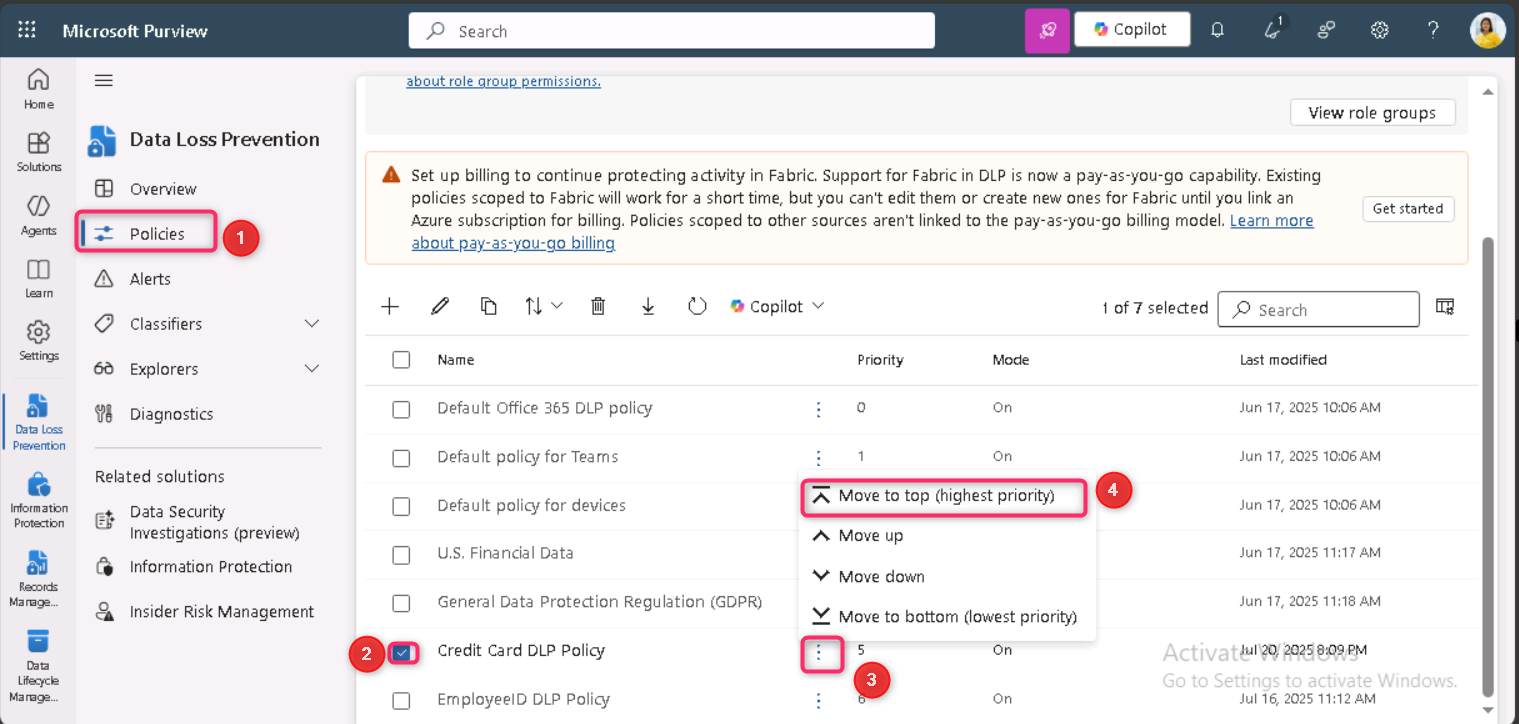 Microsoft Purview
Search
Copilot
1
Home
Solutions
Agents
Learn
Settings
Data Loss
Prevention
Information
Protection
Records
Manage...
Data
Lifecycle
Manage...
Data Loss Prevention
Overview
Policies
1
Alerts
Classifiers
Explorers
Diagnostics
Related solutions
Data Security
Investigations (preview)
Information Protection
Insider Risk Management
about role group permissions.
View role groups
Set up billing to continue protecting activity in Fabric. Support for Fabric in DLP is now a pay-as-you-go capability. Existing
policies scoped to Fabric will work for a short time, but you can't edit them or create new ones for Fabric until you link an
Azure subscription for billing. Policies scoped to other sources aren't linked to the pay-as-you-go billing model. Learn more
about pay-as-you-go billing
Get started
Copilot
1 of 7 selected
Search
Name Priority Mode Last modified
Default Office 365 DLP policy 0 On Jun 17, 2025 10:06 AM
Default policy for Teams 1 On Jun 17, 2025 10:06 AM
Default policy for devices Jun 17, 2025 10:06 AM
U.S. Financial Data Jun 17, 2025 11:17 AM
General Data Protection Regulation (GDPR) Jun 17, 2025 11:18 AM
Move to top (highest priority)
4
Move up
Move down
Move to bottom (lowest priority)
2
Credit Card DLP Policy 5 On Jul 20, 2025 8:09 PM
3
EmployeeID DLP Policy 6 On Jul 16, 2025 11:12 AM
Activate Windows
Go to Settings to activate Windows.